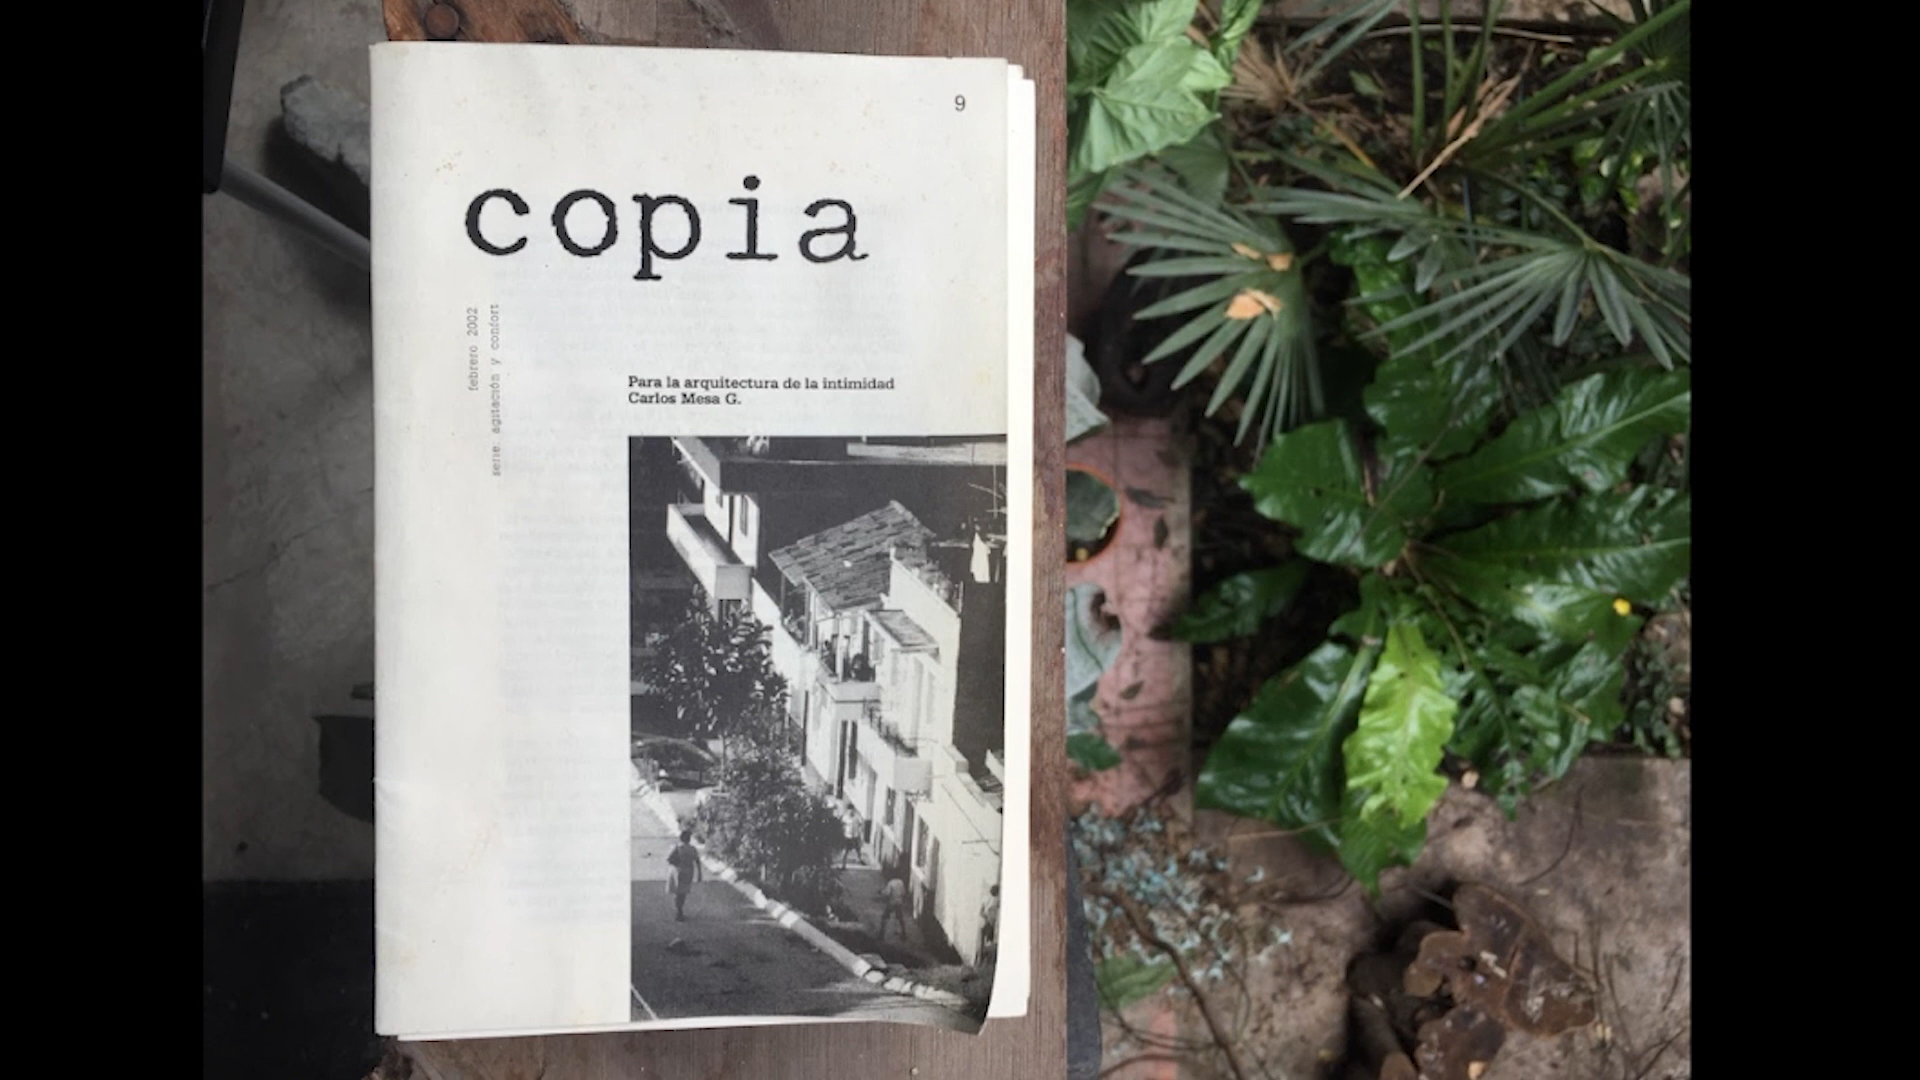 9
copia
febrero 2002
serie: agitación y confort
Para la arquitectura de la intimidad
Carlos Mesa G.